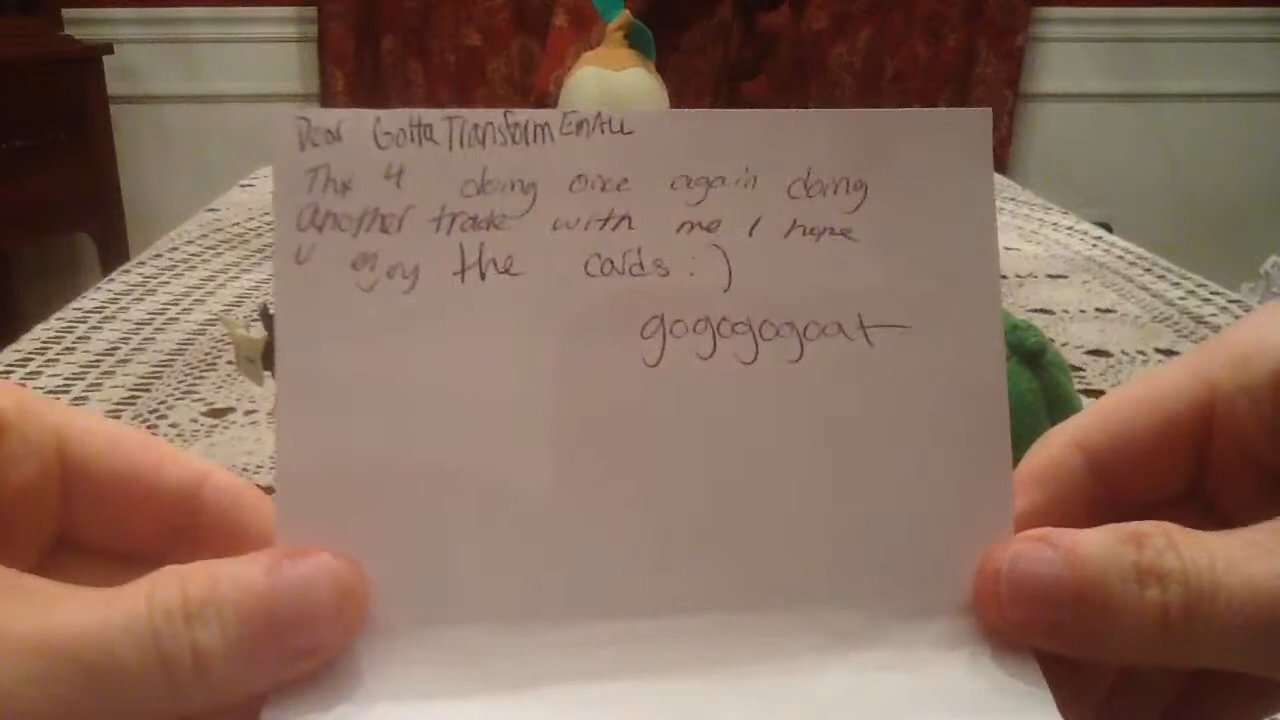 Dear GottaTransformEmALL
Thx 4 doing once again doing
another trade with me I hope
U enjoy the cards :)
gogogogoat